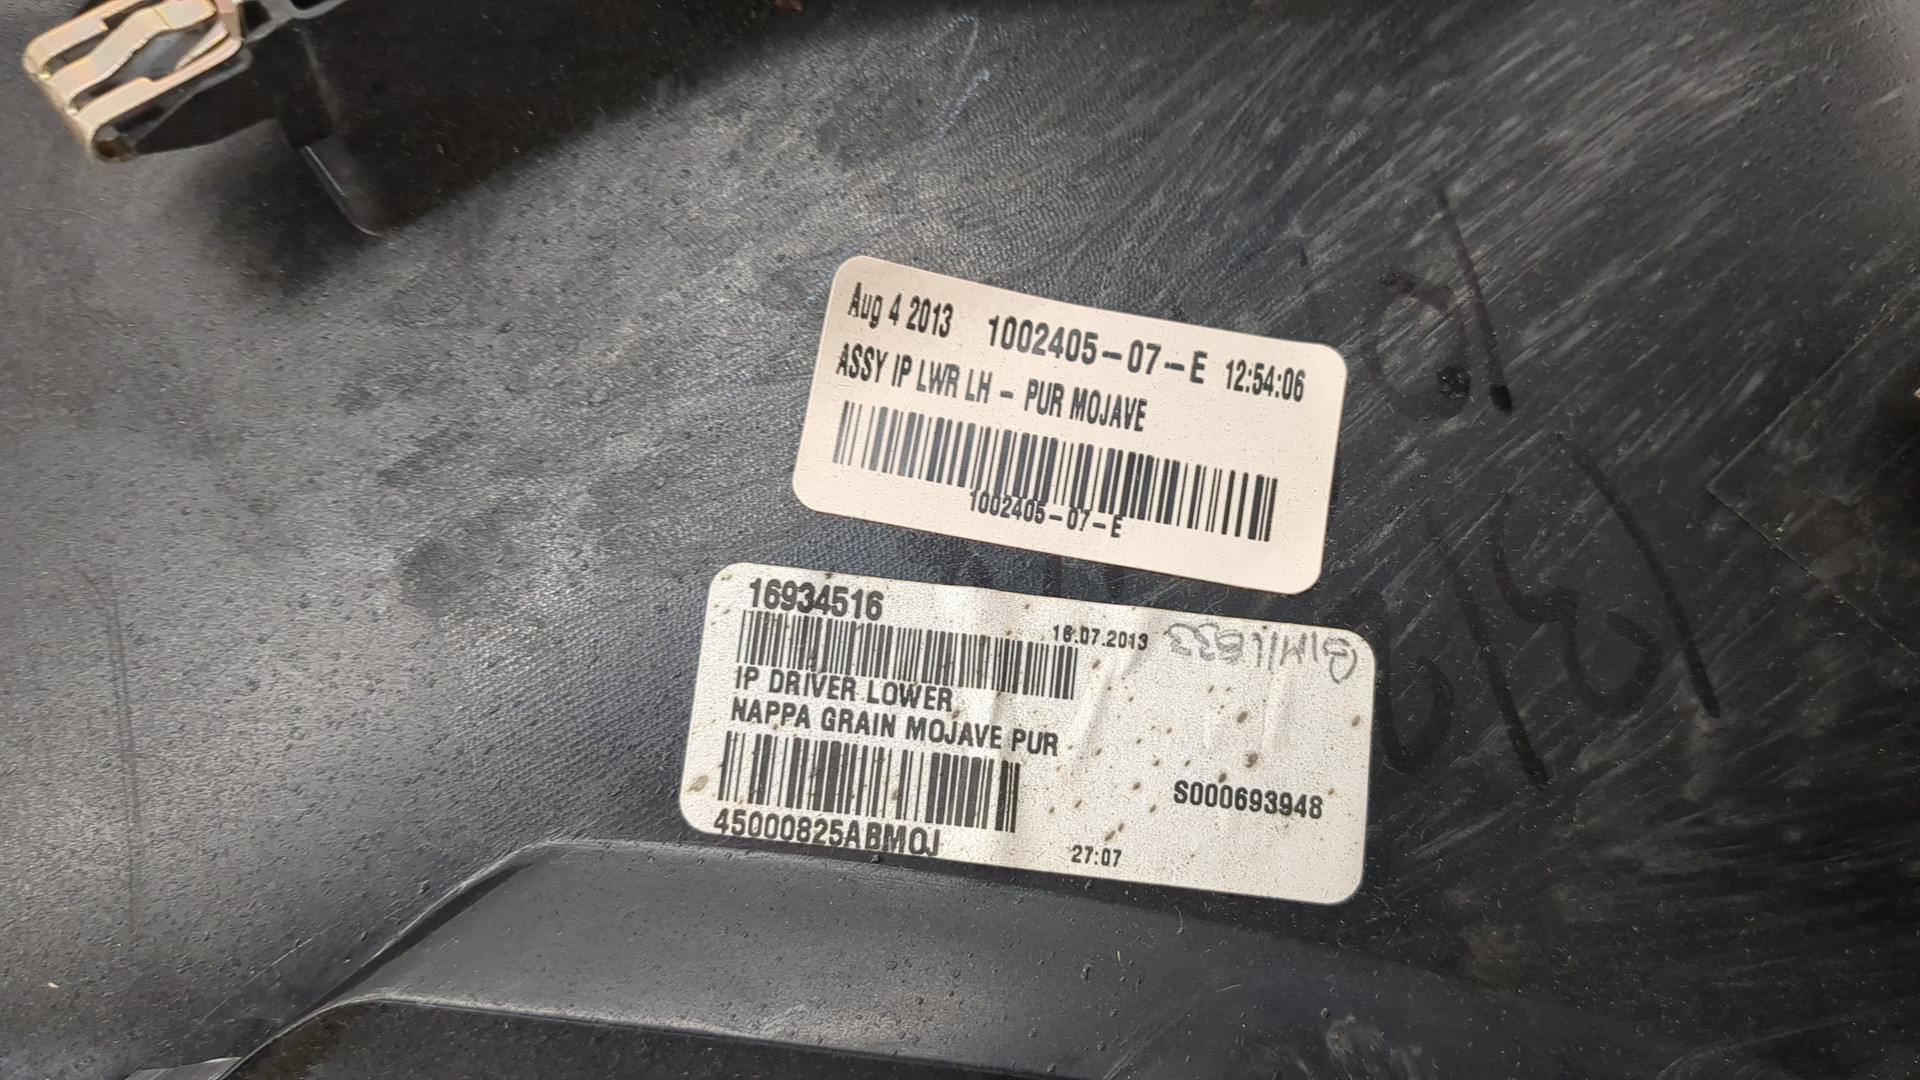 Aug 4 2013 1002405-07-E 12:54:06
ASSY IP LWR LH - PUR MOJAVE
1002405-07-E
16934516
16.07.2013
IP DRIVER LOWER
NAPPA GRAIN MOJAVE PUR
S000693948
45000825ABMOJ
27:07